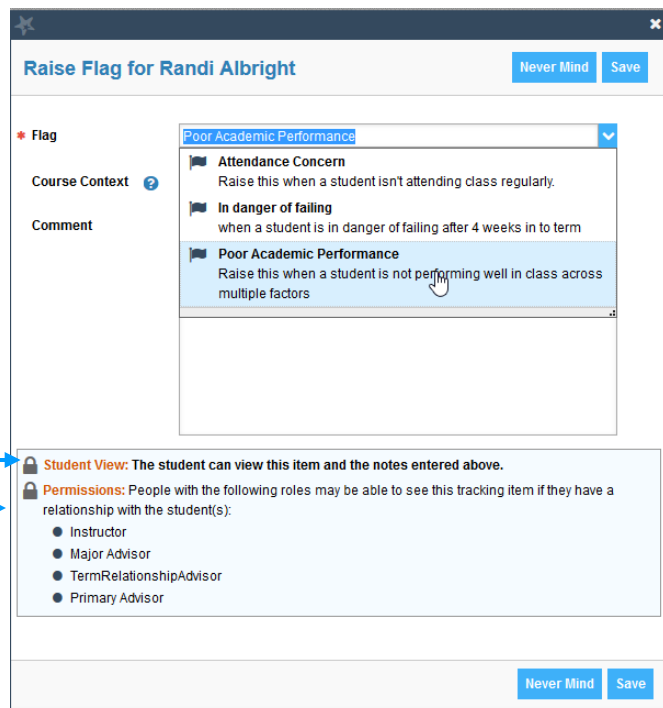 Raise Flag for Randi Albright
Never Mind
Save
* Flag
Poor Academic Performance
Attendance Concern
Raise this when a student isn't attending class regularly.
Course Context ?
In danger of failing
when a student is in danger of failing after 4 weeks in to term
Comment
Poor Academic Performance
Raise this when a student is not performing well in class across
multiple factors
Student View: The student can view this item and the notes entered above.
Permissions: People with the following roles may be able to see this tracking item if they have a
relationship with the student(s):
Instructor
Major Advisor
TermRelationshipAdvisor
Primary Advisor
Never Mind
Save